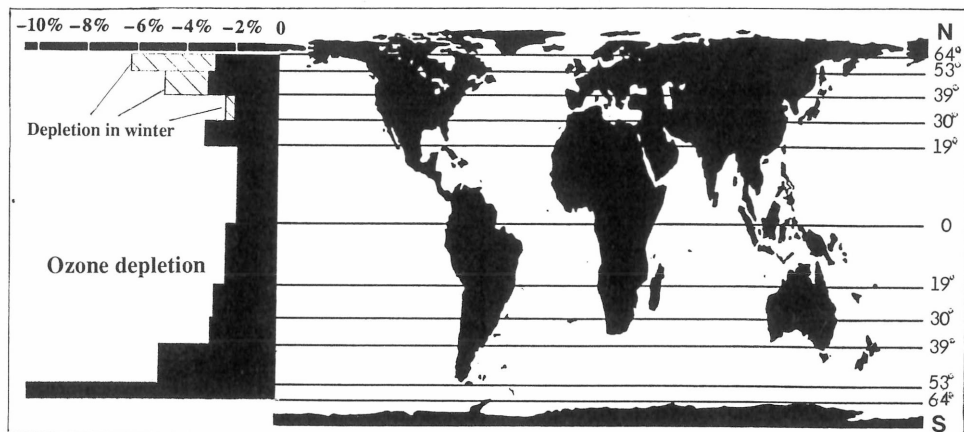 −10% −8% −6% −4% −2% 0
N
64°
53°
39°
30°
19°
Depletion in winter
0
Ozone depletion
19°
30°
39°
53°
64°
S